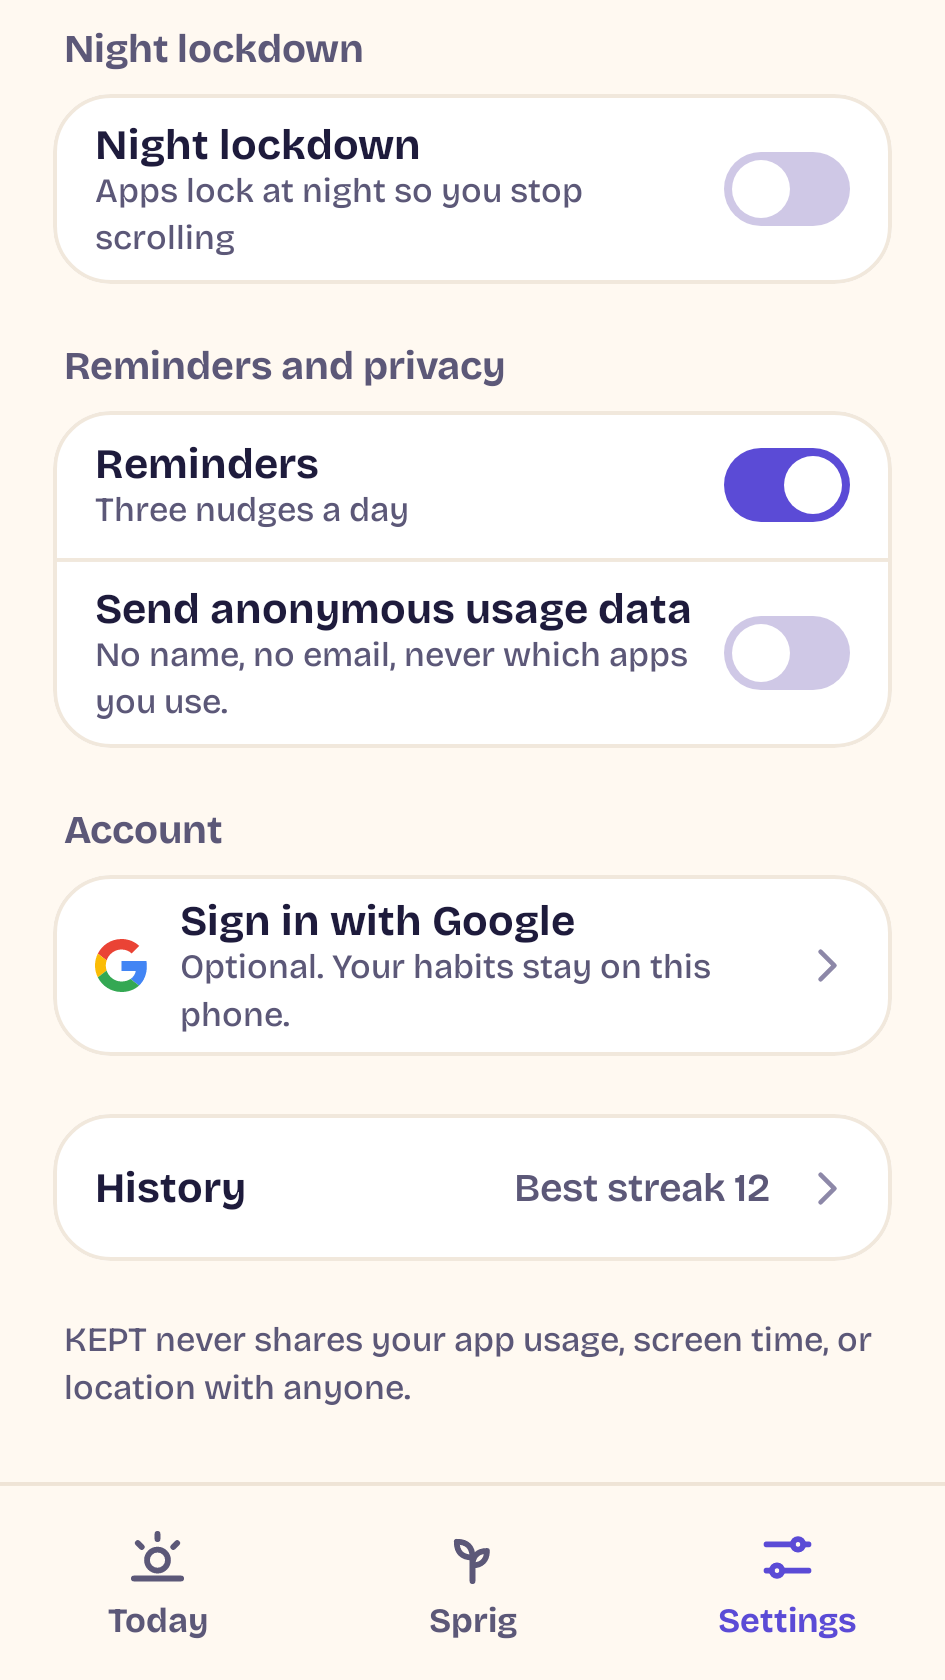 Night lockdown
Night lockdown
Apps lock at night so you stop
scrolling
Reminders and privacy
Reminders
Three nudges a day
Send anonymous usage data
No name, no email, never which apps
you use.
Account
Sign in with Google
Optional. Your habits stay on this
phone.
History
Best streak 12
KEPT never shares your app usage, screen time, or
location with anyone.
Today
Sprig
Settings